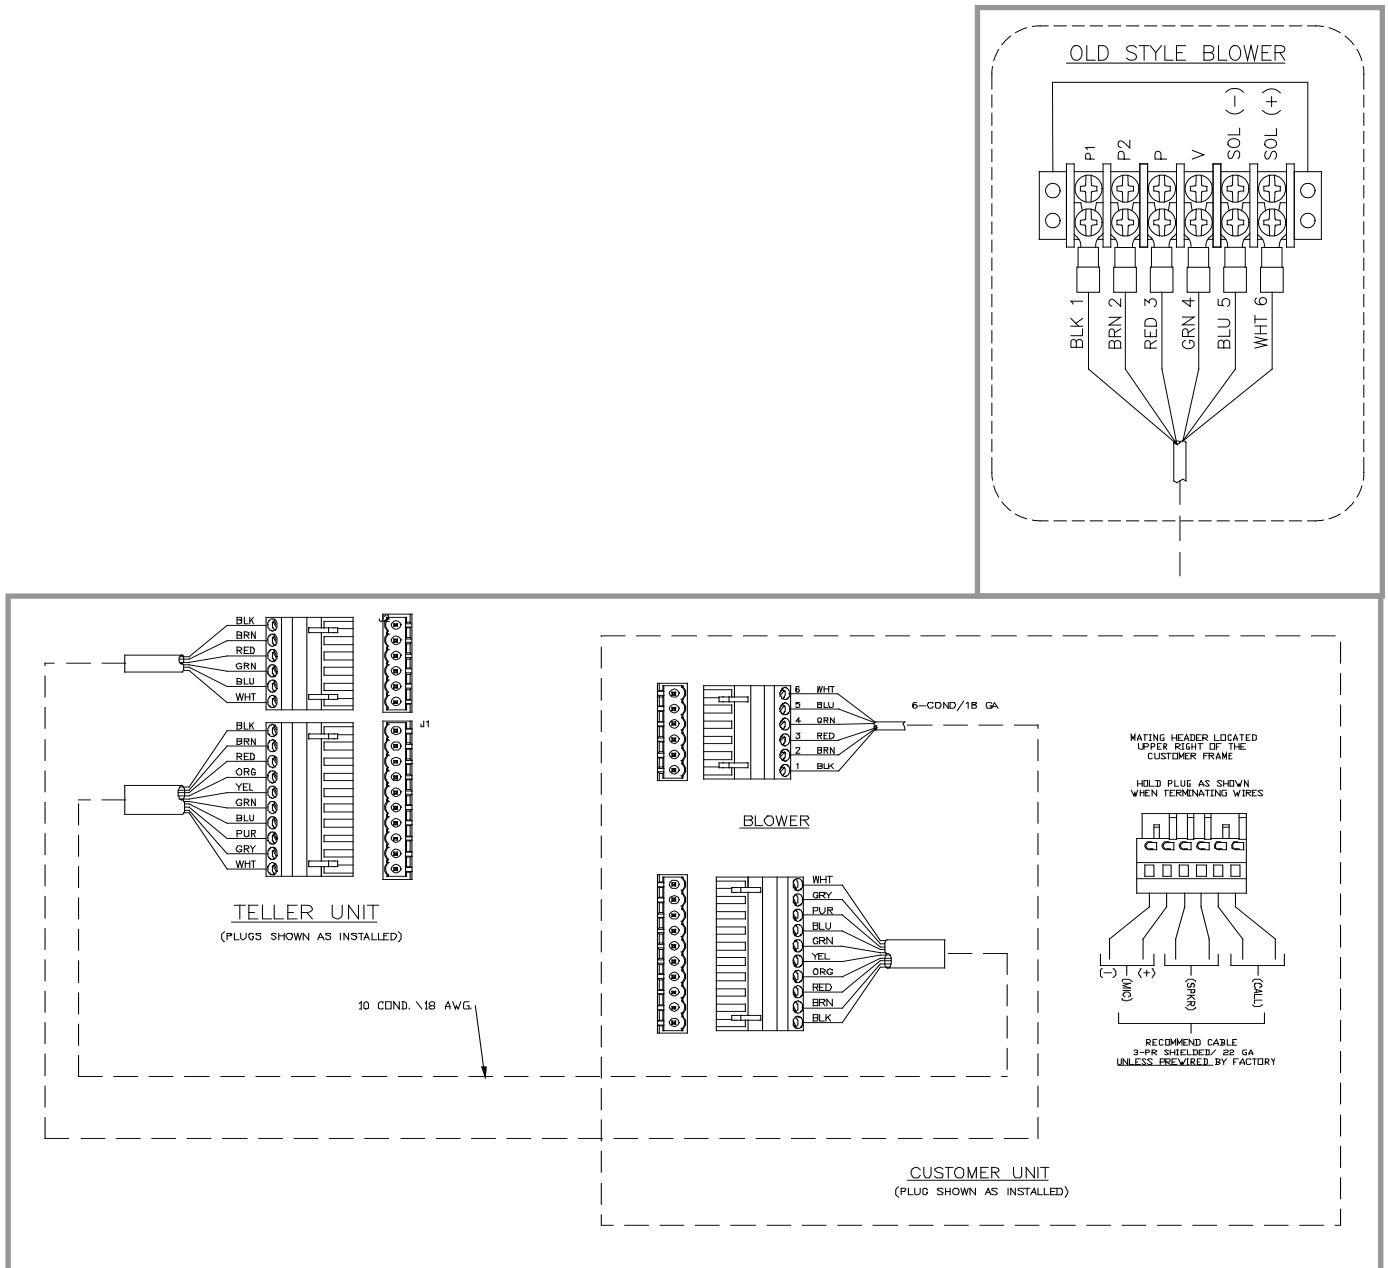 OLD STYLE BLOWER
P1
P2
P
V
SOL (-)
SOL (+)
BLK 1
BRN 2
RED 3
GRN 4
BLU 5
WHT 6
BLK
BRN
RED
GRN
BLU
WHT
J2
BLK
BRN
RED
ORG
YEL
GRN
BLU
PUR
GRY
WHT
J1
TELLER UNIT
(PLUGS SHOWN AS INSTALLED)
10 COND. \18 AWG.
6 WHT
5 BLU
4 GRN
3 RED
2 BRN
1 BLK
6-COND/18 GA
BLOWER
WHT
GRY
PUR
BLU
GRN
YEL
ORG
RED
BRN
BLK
MATING HEADER LOCATED
UPPER RIGHT OF THE
CUSTOMER FRAME
HOLD PLUG AS SHOWN
WHEN TERMINATING WIRES
(-)
(+)
(MIC)
(SPKR)
(CALL)
RECOMMEND CABLE
3-PR SHIELDED/ 22 GA
UNLESS PREWIRED BY FACTORY
CUSTOMER UNIT
(PLUG SHOWN AS INSTALLED)